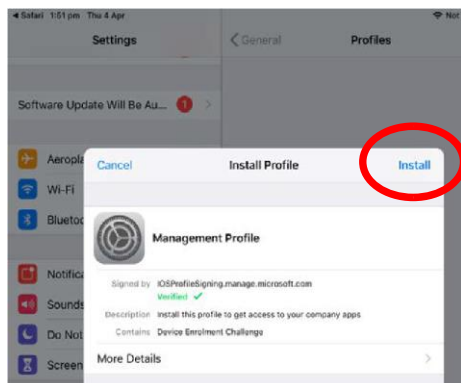 Safari 1:51 pm Thu 4 Apr
Not
Settings
General
Profiles
Software Update Will Be Au... 1
Aeropla
Cancel
Install Profile
Install
Wi-Fi
Bluetoo
Management Profile
Notifica
Signed by IOSProfileSigning.manage.microsoft.com
Verified ✓
Sounds
Description Install this profile to get access to your company apps
Do Not
Contains Device Enrolment Challenge
Screen
More Details